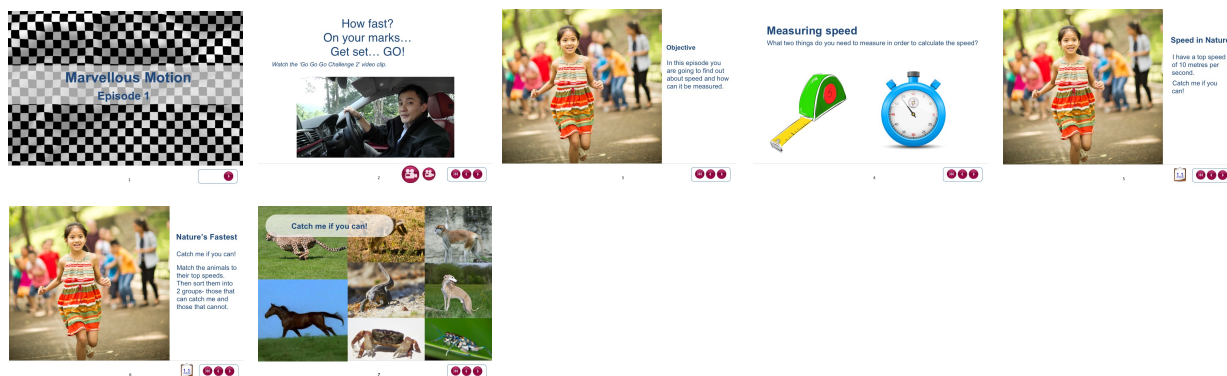 Marvellous Motion
Episode 1
1
How fast?
On your marks…
Get set… GO!
Watch the 'Go Go Go Challenge 2' video clip.
2
Objective
In this episode you
are going to find out
about speed and how
can it be measured.
3
Measuring speed
What two things do you need to measure in order to calculate the speed?
4
Speed in Nature
I have a top speed
of 10 metres per
second.
Catch me if you
can!
5
1.1
Nature's Fastest
Catch me if you can!
Match the animals to
their top speeds.
Then sort them into
2 groups- those that
can catch me and
those that cannot.
6
1.1
Catch me if you can!
7